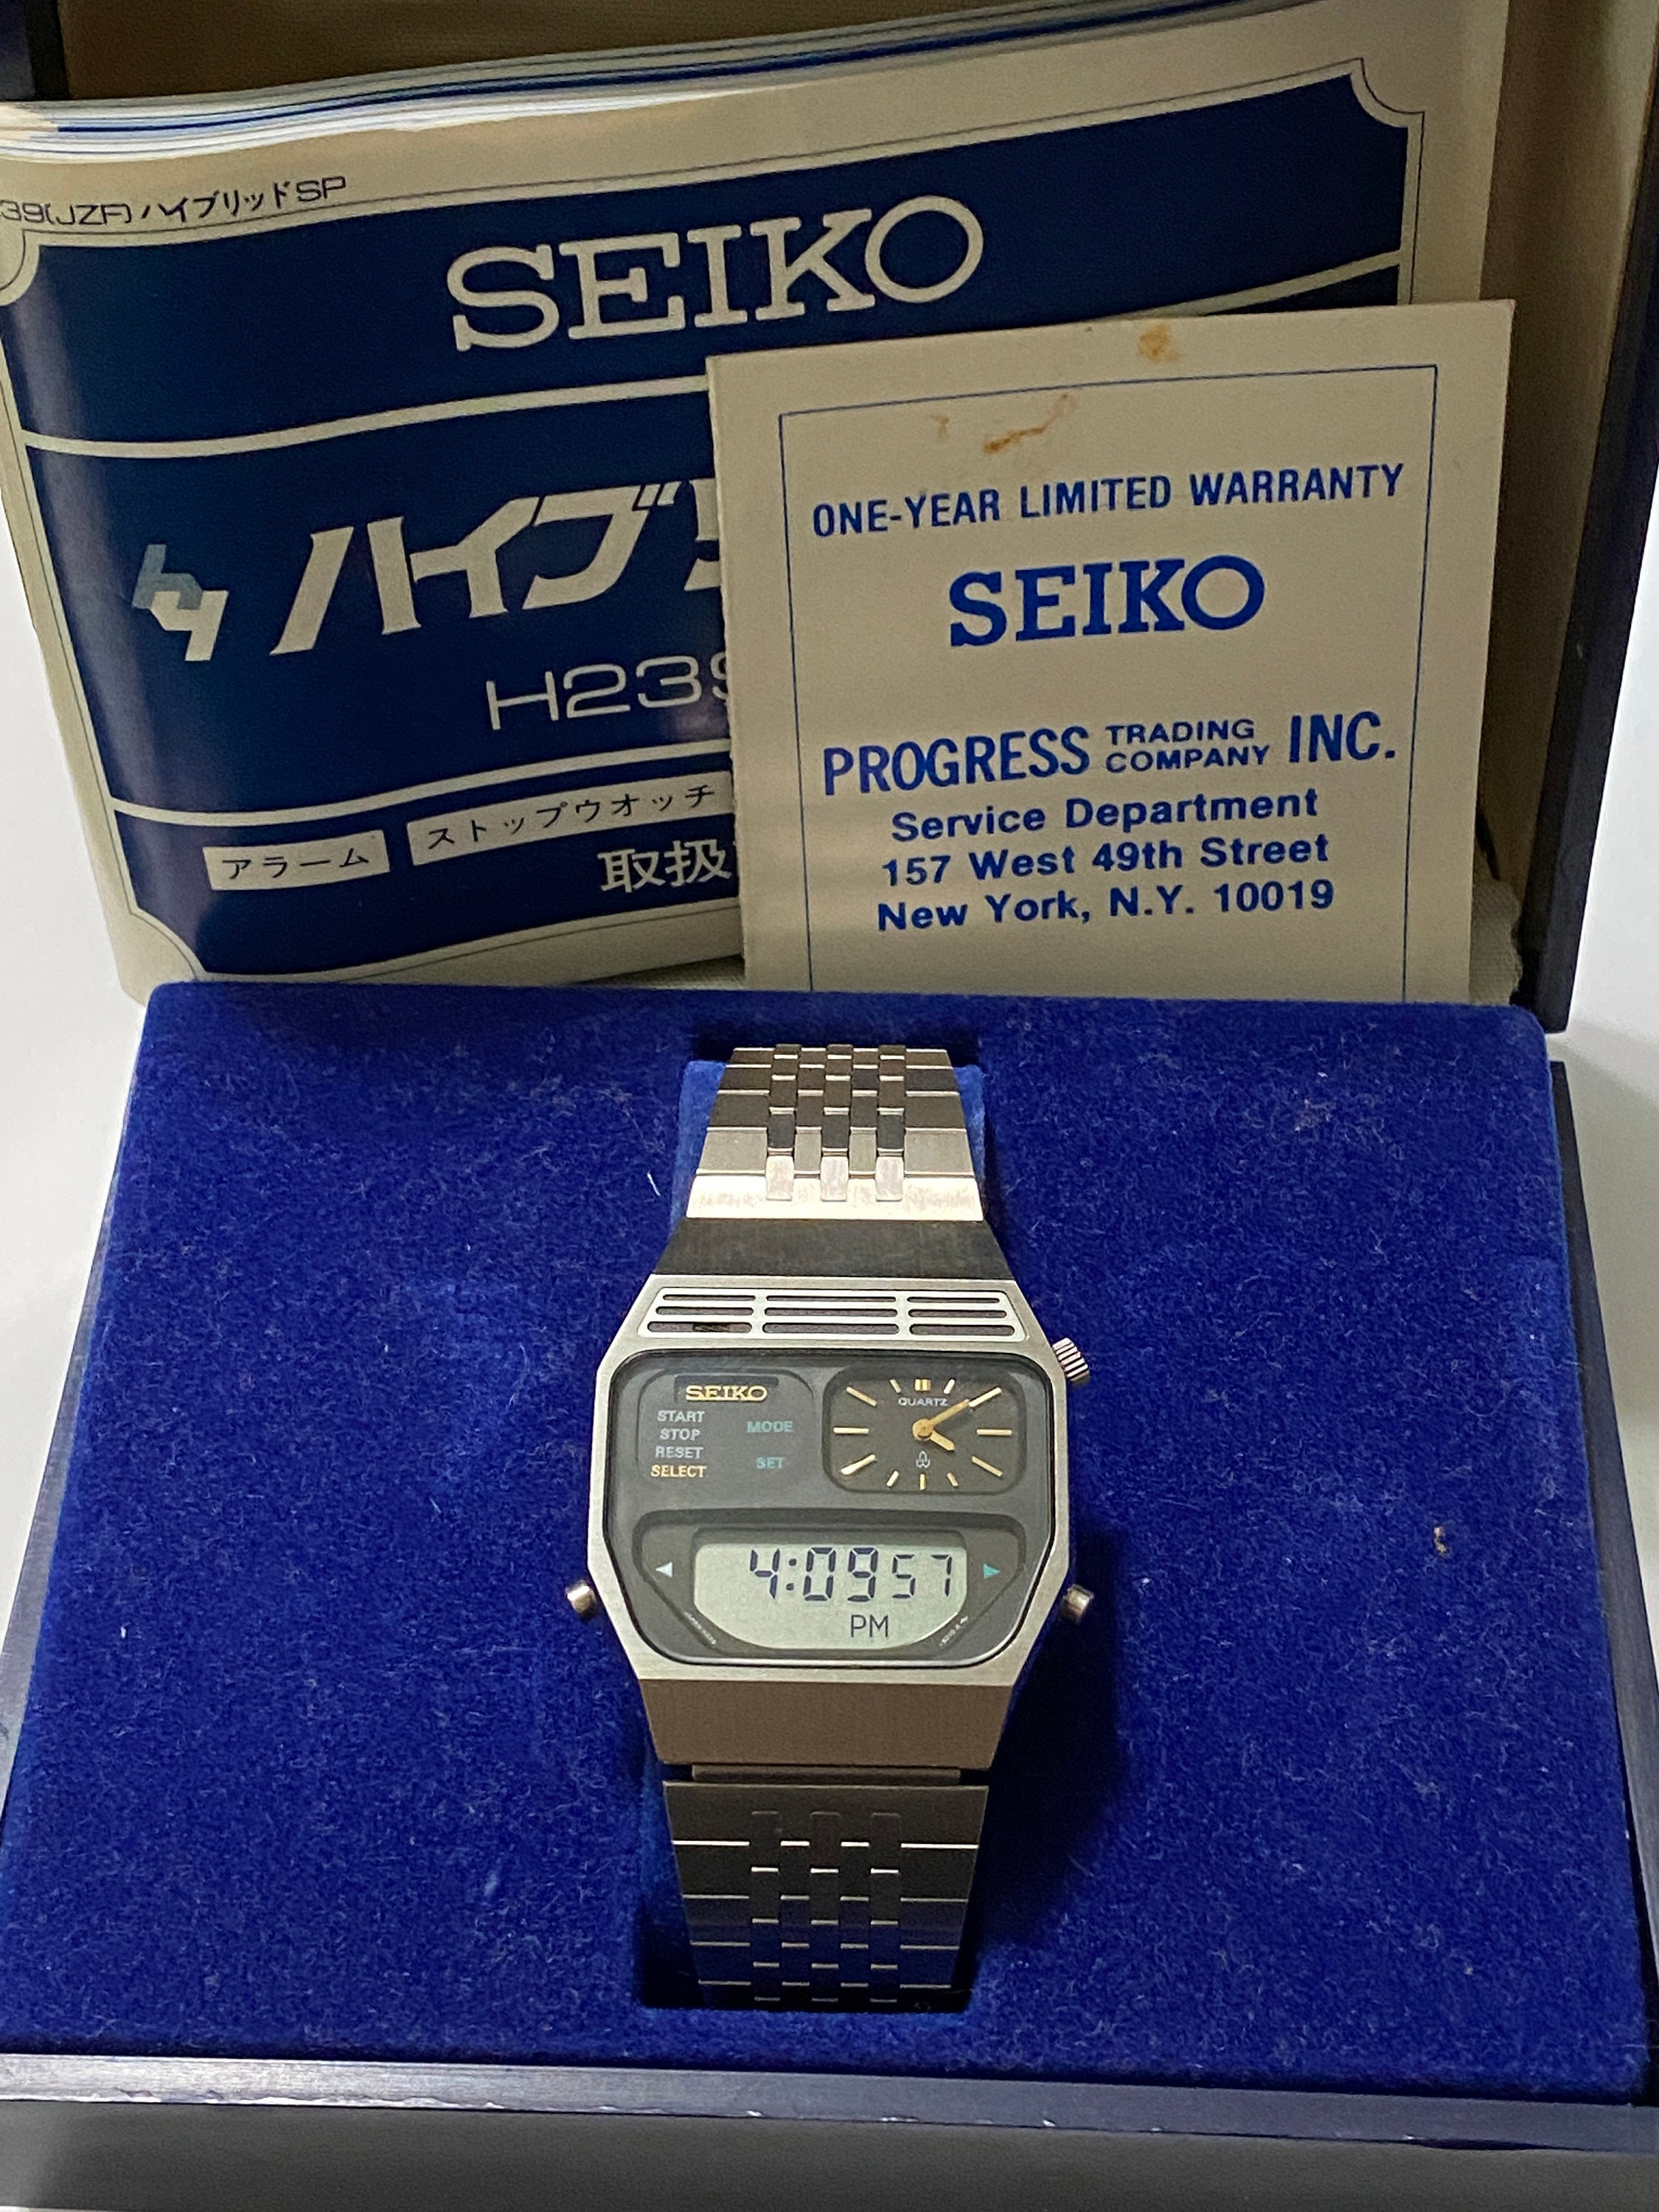 39(JZF)ハイブリッドSP
SEIKO
ハイブ
H239
アラーム ストップウオッチ
取扱
ONE-YEAR LIMITED WARRANTY
SEIKO
PROGRESS TRADING COMPANY INC.
Service Department
157 West 49th Street
New York, N.Y. 10019
SEIKO
START
STOP
RESET
SELECT
MODE
SET
QUARTZ
4:09 57
PM